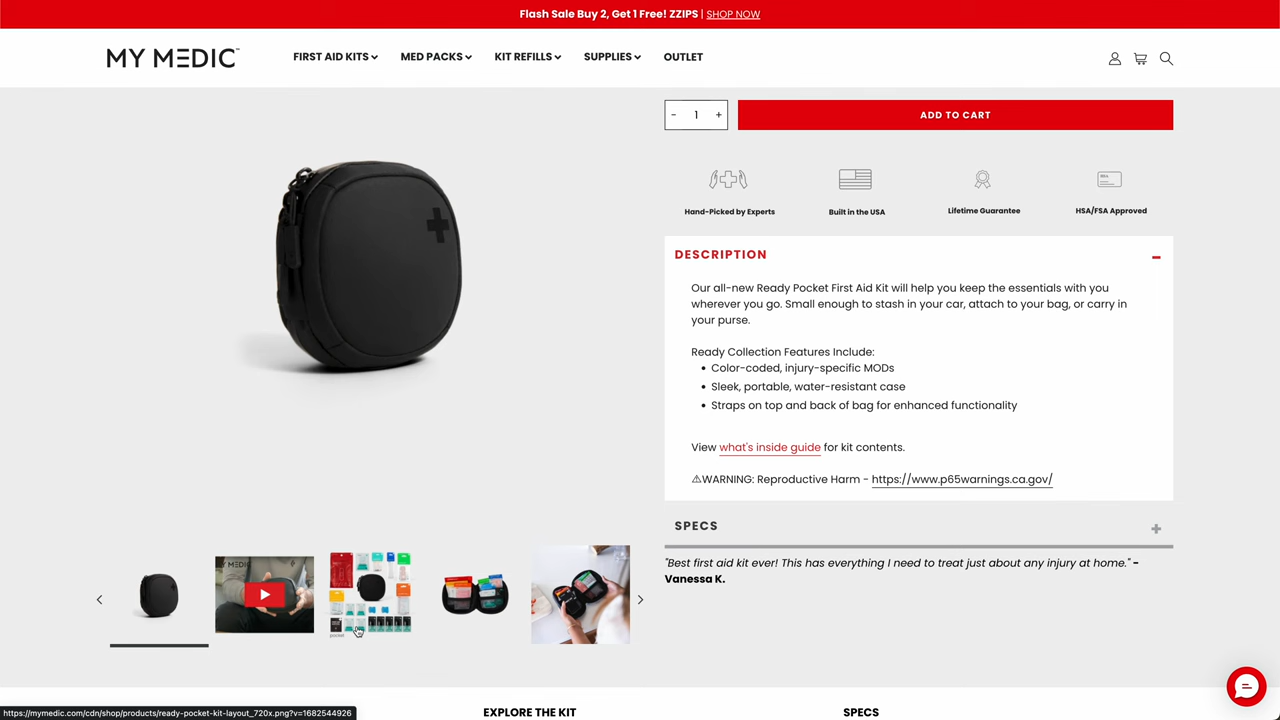 Flash Sale Buy 2, Get 1 Free! ZZIPS | SHOP NOW
MY MEDIC™
FIRST AID KITS
MED PACKS
KIT REFILLS
SUPPLIES
OUTLET
- 1 +
ADD TO CART
Hand-Picked by Experts
Built in the USA
Lifetime Guarantee
HSA/FSA Approved
DESCRIPTION
Our all-new Ready Pocket First Aid Kit will help you keep the essentials with you
wherever you go. Small enough to stash in your car, attach to your bag, or carry in
your purse.
Ready Collection Features Include:
• Color-coded, injury-specific MODs
• Sleek, portable, water-resistant case
• Straps on top and back of bag for enhanced functionality
View what's inside guide for kit contents.
⚠WARNING: Reproductive Harm - https://www.p65warnings.ca.gov/
SPECS
"Best first aid kit ever! This has everything I need to treat just about any injury at home." -
Vanessa K.
MY MEDIC
pocket
https://mymedic.com/cdn/shop/products/ready-pocket-kit-layout_720x.png?v=1682544926
EXPLORE THE KIT
SPECS